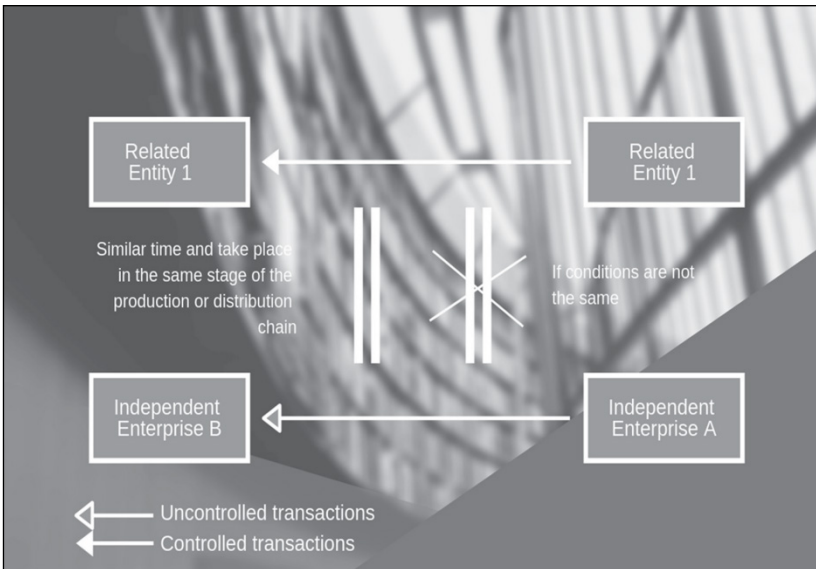 Related
Entity 1
Related
Entity 1
Similar time and take place
in the same stage of the
production or distribution
chain
If conditions are not
the same
Independent
Enterprise B
Independent
Enterprise A
Uncontrolled transactions
Controlled transactions